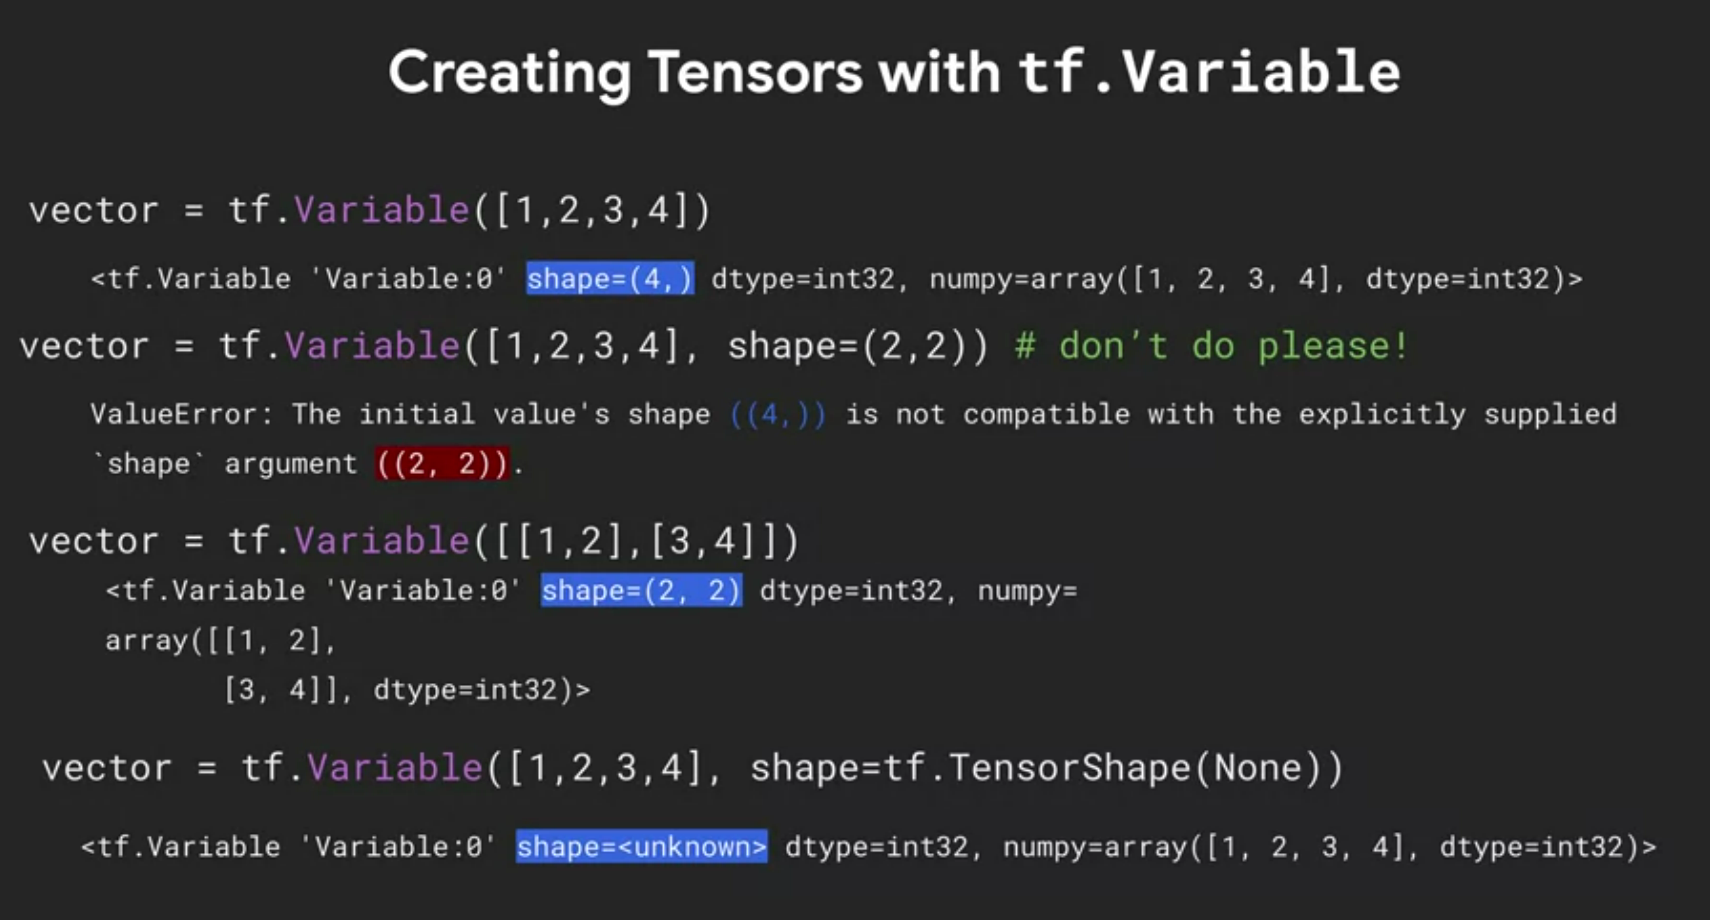 Creating Tensors with tf.Variable
vector = tf.Variable([1,2,3,4])
<tf.Variable 'Variable:0' shape=(4,) dtype=int32, numpy=array([1, 2, 3, 4], dtype=int32)>
vector = tf.Variable([1,2,3,4], shape=(2,2)) # don’t do please!
ValueError: The initial value's shape ((4,)) is not compatible with the explicitly supplied
`shape` argument ((2, 2)).
vector = tf.Variable([[1,2],[3,4]])
<tf.Variable 'Variable:0' shape=(2, 2) dtype=int32, numpy=
array([[1, 2],
[3, 4]], dtype=int32)>
vector = tf.Variable([1,2,3,4], shape=tf.TensorShape(None))
<tf.Variable 'Variable:0' shape=<unknown> dtype=int32, numpy=array([1, 2, 3, 4], dtype=int32)>